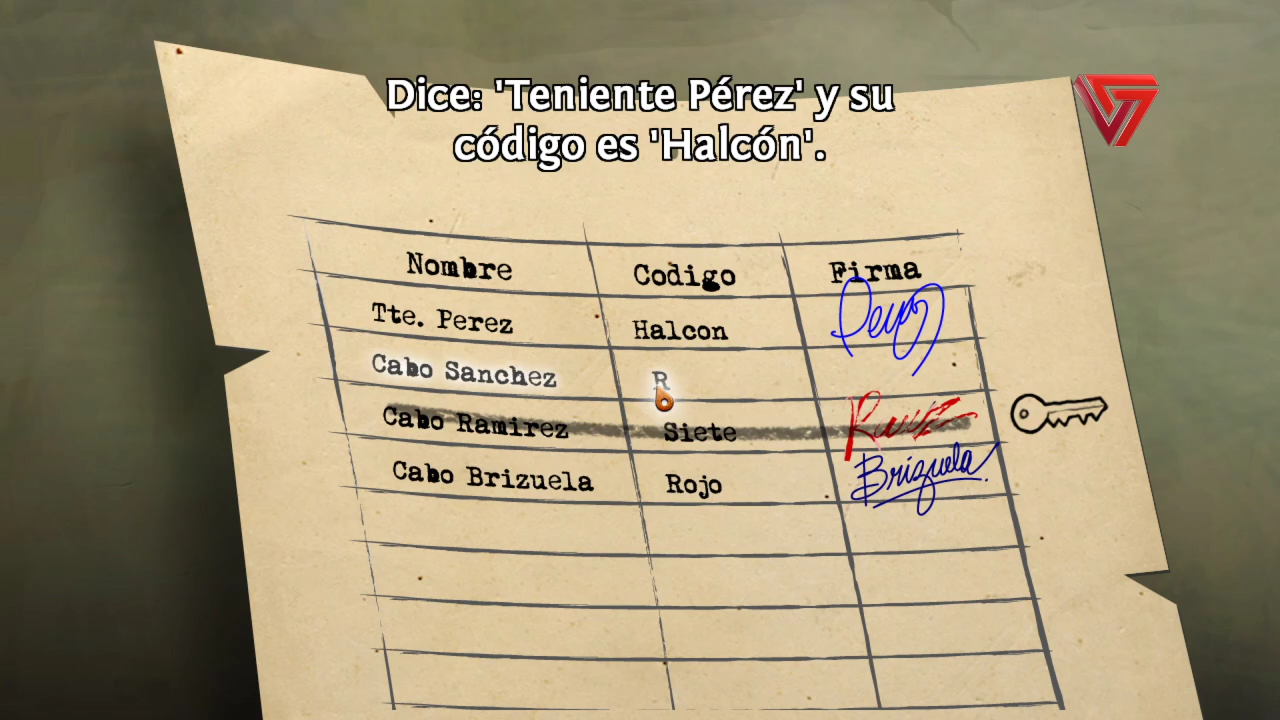 Dice: 'Teniente Pérez' y su
código es 'Halcón'.
Nombre Codigo Firma
Tte. Perez Halcon
Cabo Sanchez R
Cabo Ramirez Siete
Cabo Brizuela Rojo Brizuela